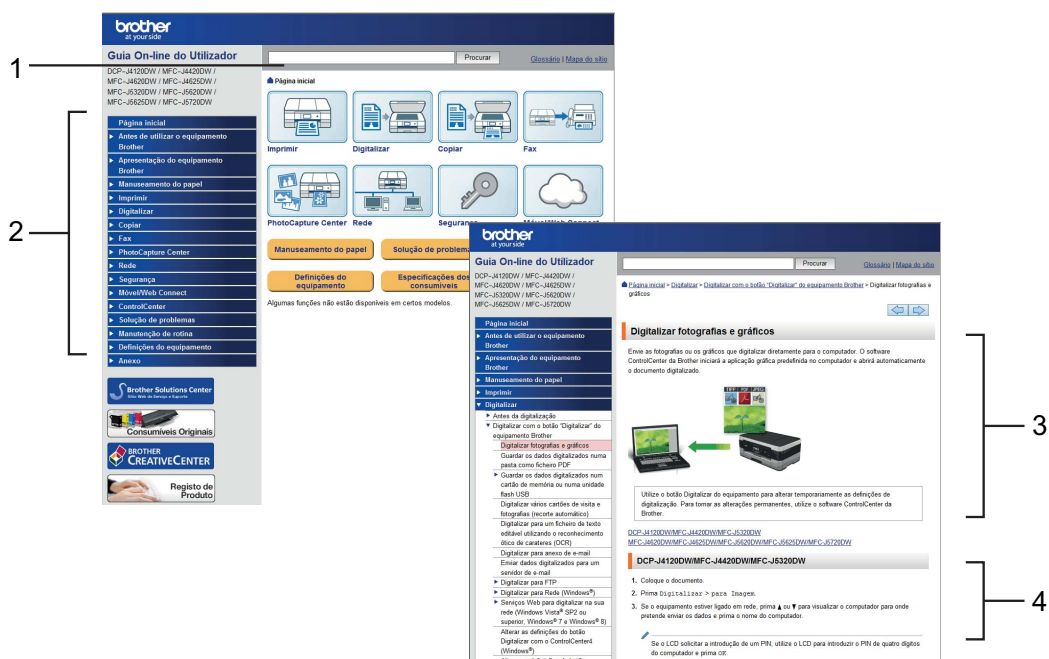 brother
at your side
Guia On-line do Utilizador
DCP-J4120DW / MFC-J4420DW /
MFC-J4620DW / MFC-J4625DW /
MFC-J5320DW / MFC-J5620DW /
MFC-J5625DW / MFC-J5720DW
Procurar
Glossário | Mapa do sítio
1
2
Página inicial
Antes de utilizar o equipamento
Brother
Apresentação do equipamento
Brother
Manuseamento do papel
Imprimir
Digitalizar
Copiar
Fax
PhotoCapture Center
Rede
Segurança
Móvel/Web Connect
ControlCenter
Solução de problemas
Manutenção de rotina
Definições do equipamento
Anexo
Brother Solutions Center
Sítio Web de Serviço e Suporte
Consumíveis Originais
BROTHER
CREATIVECENTER
Registo de
Produto
Página inicial
Imprimir
Digitalizar
Copiar
Fax
PhotoCapture Center
Rede
Segurança
Móvel/Web Connect
Manuseamento do papel
Solução de problema
Definições do
equipamento
Especificações dos
consumíveis
Algumas funções não estão disponíveis em certos modelos.
brother
at your side
Guia On-line do Utilizador
DCP-J4120DW / MFC-J4420DW /
MFC-J4620DW / MFC-J4625DW /
MFC-J5320DW / MFC-J5620DW /
MFC-J5625DW / MFC-J5720DW
Procurar
Glossário | Mapa do sítio
Página inicial
Antes de utilizar o equipamento
Brother
Apresentação do equipamento
Brother
Manuseamento do papel
Imprimir
Digitalizar
Antes da digitalização
Digitalizar com o botão "Digitalizar" do
equipamento Brother
Digitalizar fotografias e gráficos
Guardar os dados digitalizados numa
pasta como ficheiro PDF
Guardar os dados digitalizados num
cartão de memória ou numa unidade
flash USB
Digitalizar vários cartões de visita e
fotografias (recorte automático)
Digitalizar para um ficheiro de texto
editável utilizando o reconhecimento
ótico de carateres (OCR)
Digitalizar para anexo de e-mail
Enviar dados digitalizados para um
servidor de e-mail
Digitalizar para FTP
Digitalizar para Rede (Windows®)
Serviços Web para digitalizar na sua
rede (Windows Vista® SP2 ou
superior, Windows® 7 e Windows® 8)
Alterar as definições do botão
Digitalizar com o ControlCenter4
(Windows®)
Página inicial > Digitalizar > Digitalizar com o botão "Digitalizar" do equipamento Brother > Digitalizar fotografias e
gráficos
Digitalizar fotografias e gráficos
Envie as fotografias ou os gráficos que digitalizar diretamente para o computador. O software
ControlCenter da Brother iniciará a aplicação gráfica predefinida no computador e abrirá automaticamente
o documento digitalizado.
TIFF PDF JPEG
Utilize o botão Digitalizar do equipamento para alterar temporariamente as definições de
digitalização. Para tornar as alterações permanentes, utilize o software ControlCenter da
Brother.
DCP-J4120DW/MFC-J4420DW/MFC-J5320DW
MFC-J4620DW/MFC-J4625DW/MFC-J5620DW/MFC-J5625DW/MFC-J5720DW
DCP-J4120DW/MFC-J4420DW/MFC-J5320DW
1. Coloque o documento.
2. Prima Digitalizar > para Imagem.
3. Se o equipamento estiver ligado em rede, prima ▲ ou ▼ para visualizar o computador para onde
pretende enviar os dados e prima o nome do computador.
Se o LCD solicitar a introdução de um PIN, utilize o LCD para introduzir o PIN de quatro dígitos
do computador e prima OK.
3
4